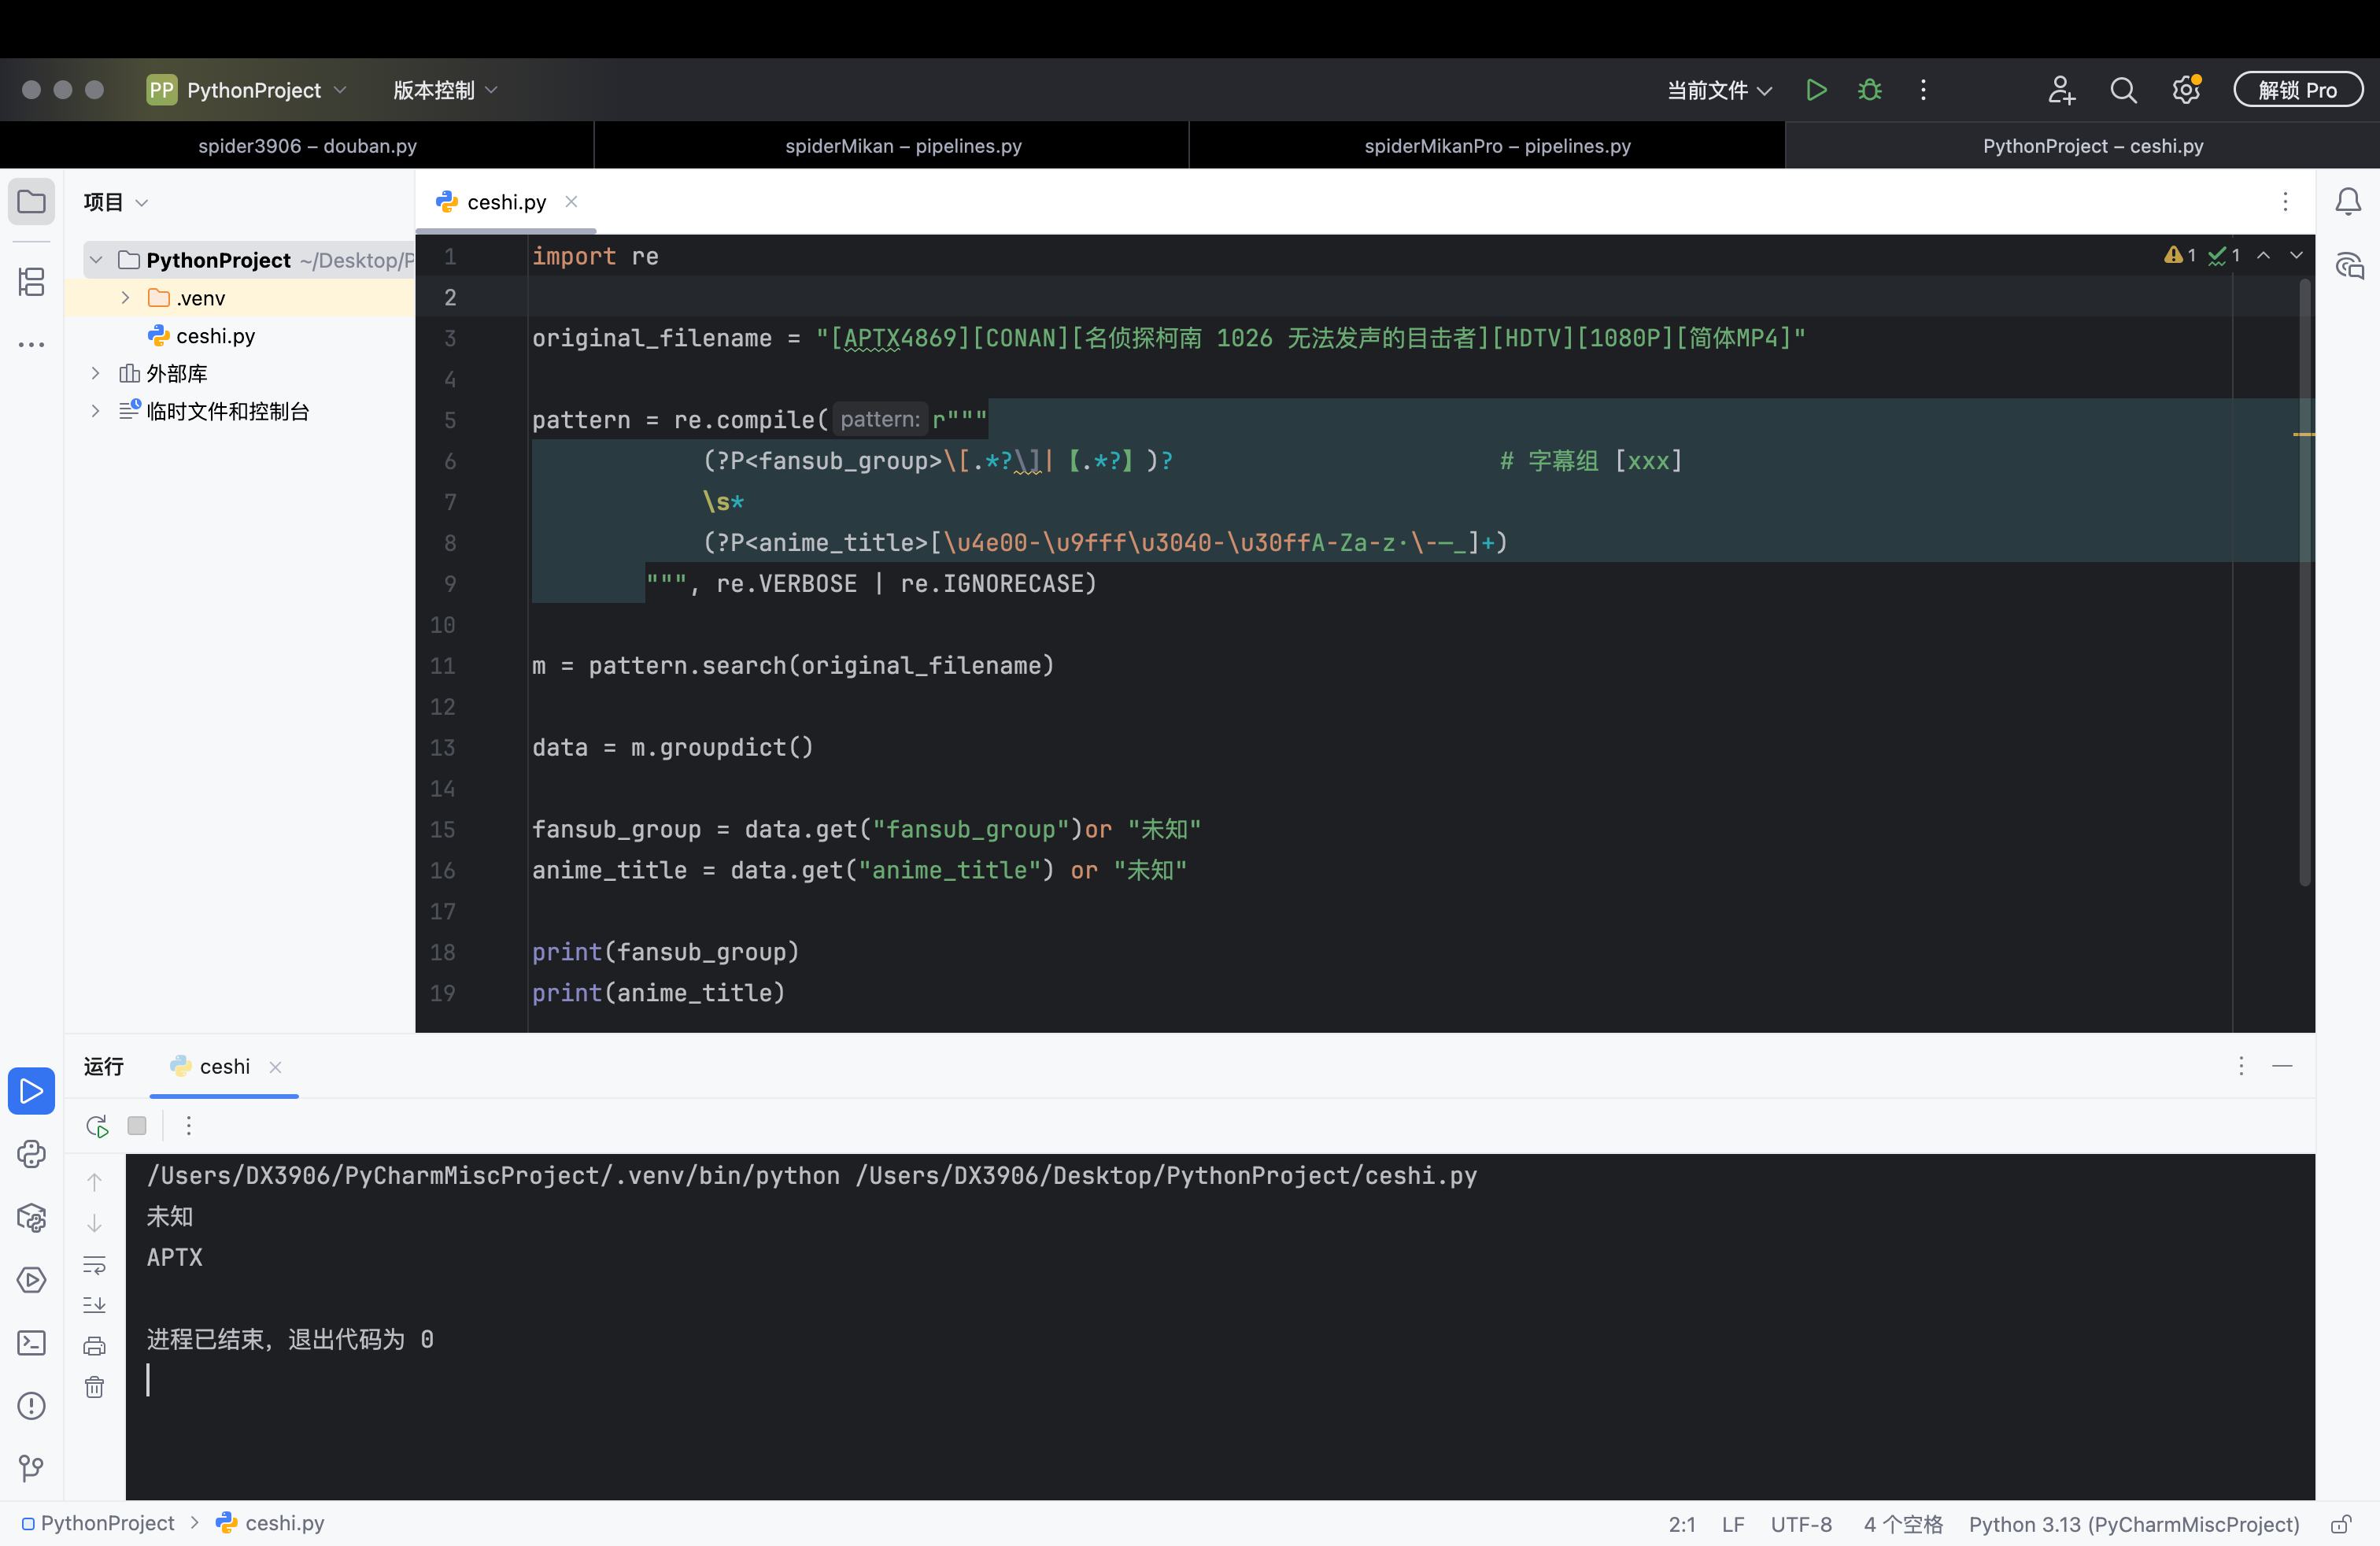 PP PythonProject 版本控制 当前文件 解锁 Pro
spider3906 – douban.py spiderMikan – pipelines.py spiderMikanPro – pipelines.py PythonProject – ceshi.py
项目 ceshi.py
PythonProject ~/Desktop/P
.venv
ceshi.py
外部库
临时文件和控制台
1 import re
2
3 original_filename = "[APTX4869][CONAN][名侦探柯南 1026 无法发声的目击者][HDTV][1080P][简体MP4]"
4
5 pattern = re.compile( pattern: r"""
6 (?P<fansub_group>\[.*?\]|【.*?】)? # 字幕组 [xxx]
7 \s*
8 (?P<anime_title>[\u4e00-\u9fff\u3040-\u30ffA-Za-z·\-—_]+)
9 """, re.VERBOSE | re.IGNORECASE)
10
11 m = pattern.search(original_filename)
12
13 data = m.groupdict()
14
15 fansub_group = data.get("fansub_group")or "未知"
16 anime_title = data.get("anime_title") or "未知"
17
18 print(fansub_group)
19 print(anime_title)
1 1
运行 ceshi
/Users/DX3906/PyCharmMiscProject/.venv/bin/python /Users/DX3906/Desktop/PythonProject/ceshi.py
未知
APTX
进程已结束，退出代码为 0
PythonProject > ceshi.py 2:1 LF UTF-8 4 个空格 Python 3.13 (PyCharmMiscProject)